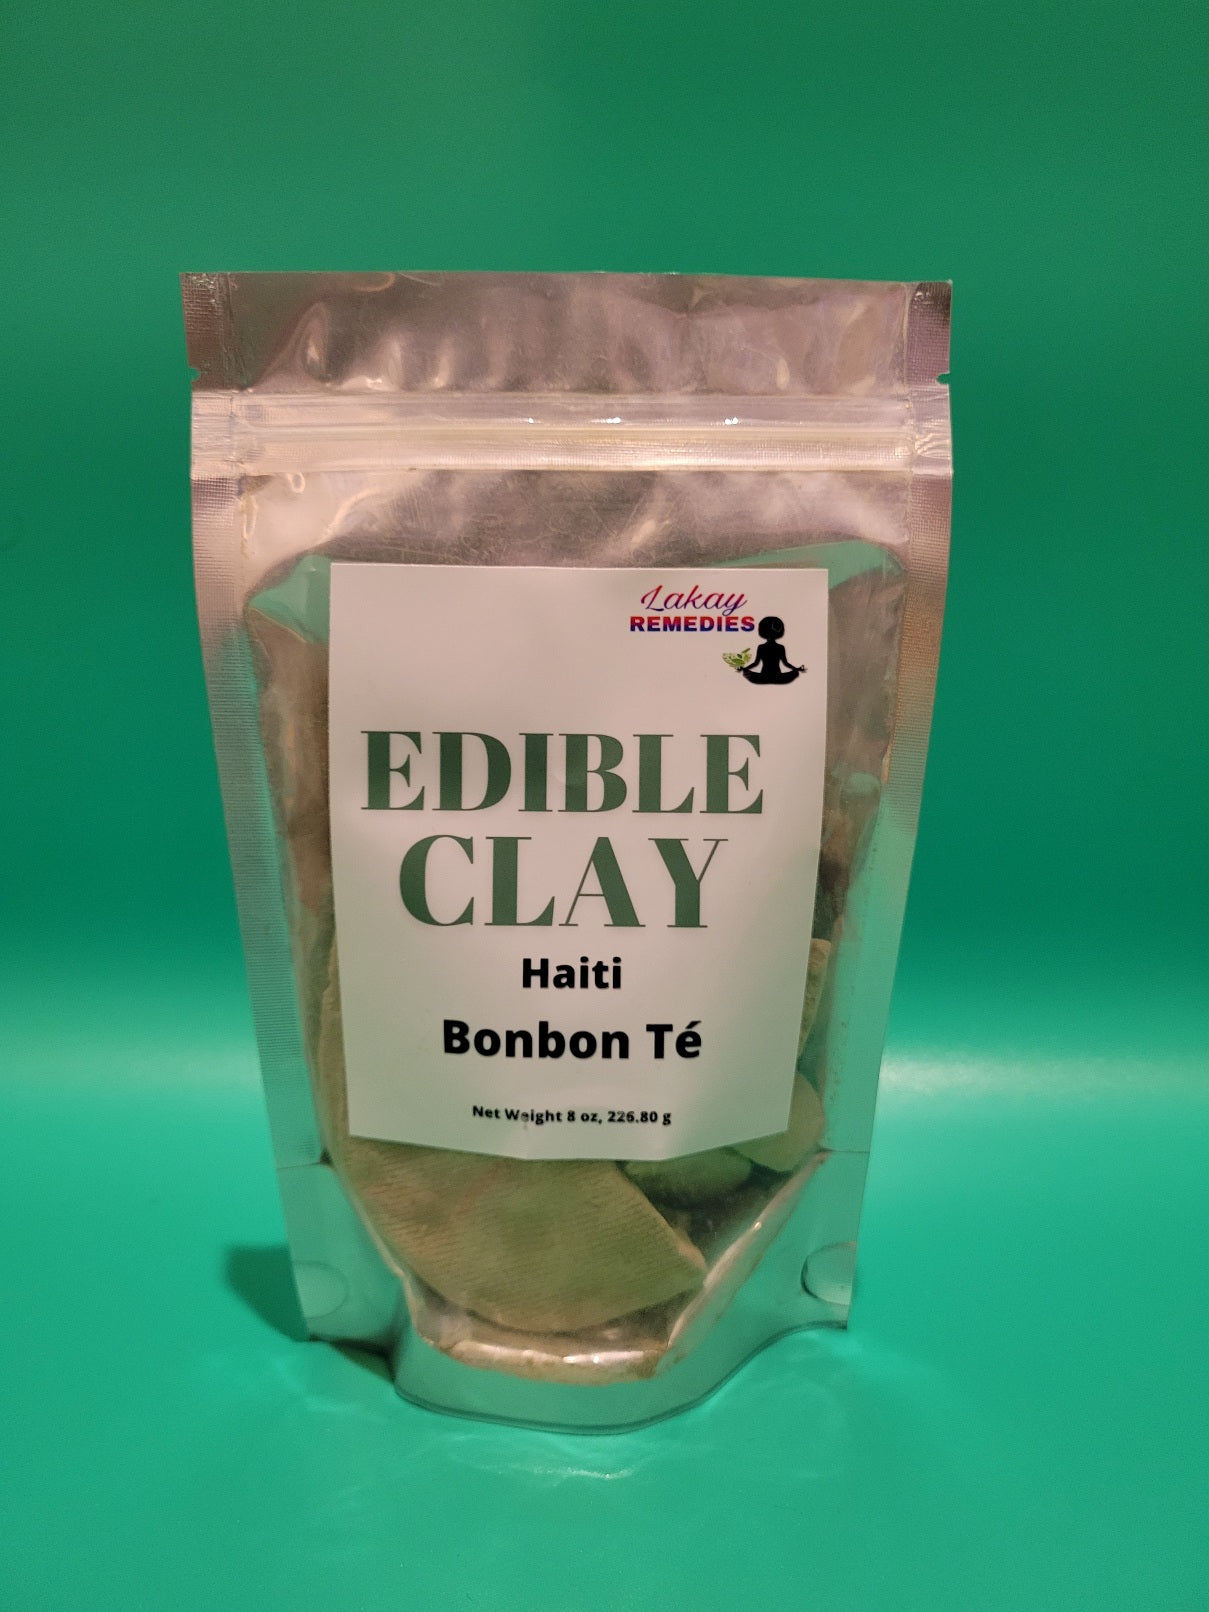 Lakay
REMEDIES
EDIBLE
CLAY
Haiti
Bonbon Té
Net Weight 8 oz, 226.80 g